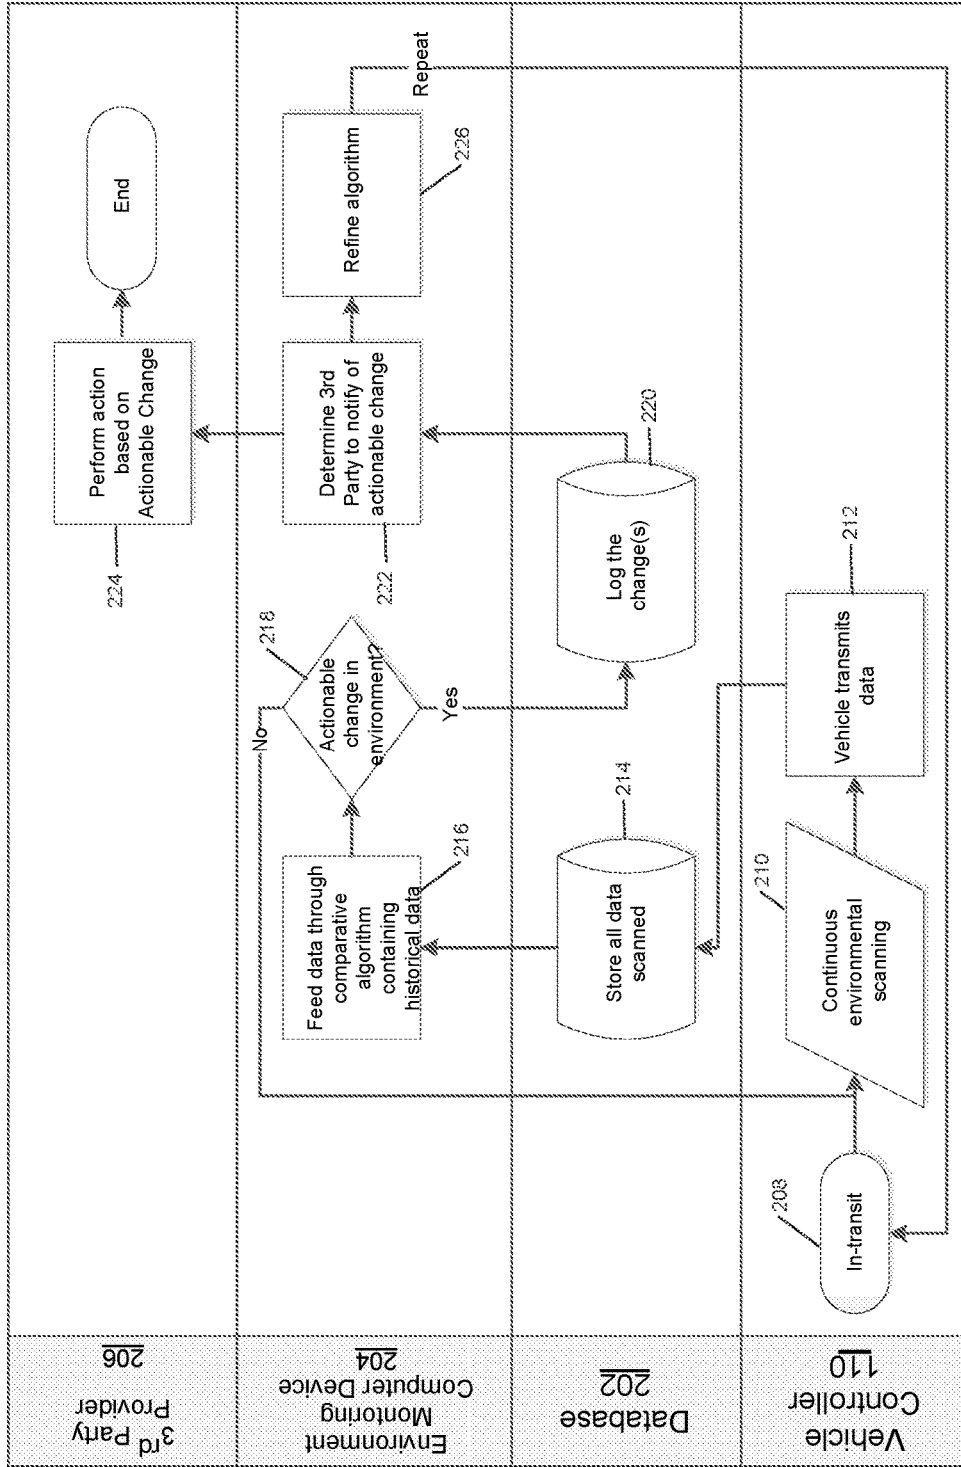 3rd Party
Provider
206
Perform action
based on
Actionable Change
224
End
Environment
Montoring
Computer Device
204
Feed data through
comparative
algorithm
containing
historical data
216
Actionable
change in
environment?
218
No
Yes
Determine 3rd
Party to notify of
actionable change
222
Refine algorithm
226
Repeat
Database
202
Store all data
scanned
214
Log the
change(s)
220
Vehicle
Controller
110
In-transit
208
Continuous
environmental
scanning
210
Vehicle transmits
data
212